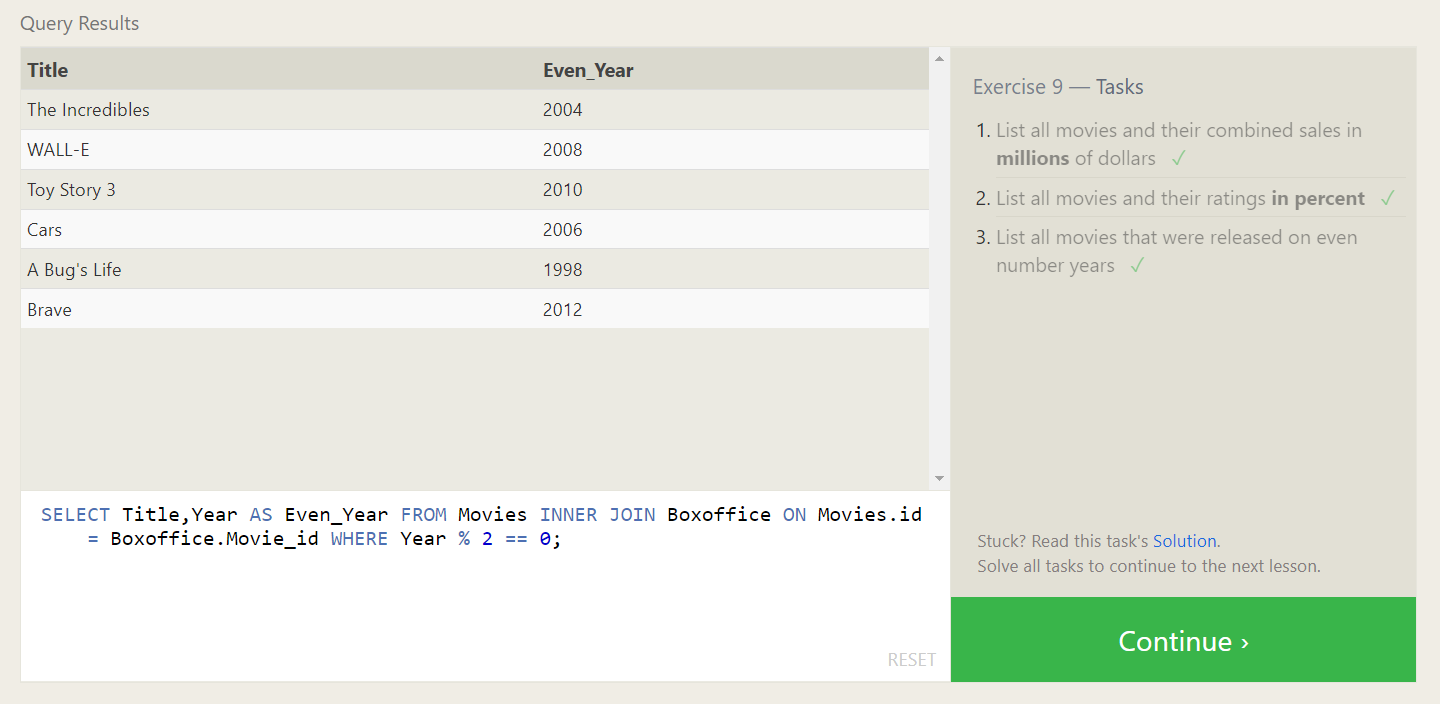 Query Results
Title Even_Year
The Incredibles 2004
WALL-E 2008
Toy Story 3 2010
Cars 2006
A Bug's Life 1998
Brave 2012
SELECT Title,Year AS Even_Year FROM Movies INNER JOIN Boxoffice ON Movies.id
= Boxoffice.Movie_id WHERE Year % 2 == 0;
RESET
Exercise 9 — Tasks
1. List all movies and their combined sales in
millions of dollars ✓
2. List all movies and their ratings in percent ✓
3. List all movies that were released on even
number years ✓
Stuck? Read this task's Solution.
Solve all tasks to continue to the next lesson.
Continue ›